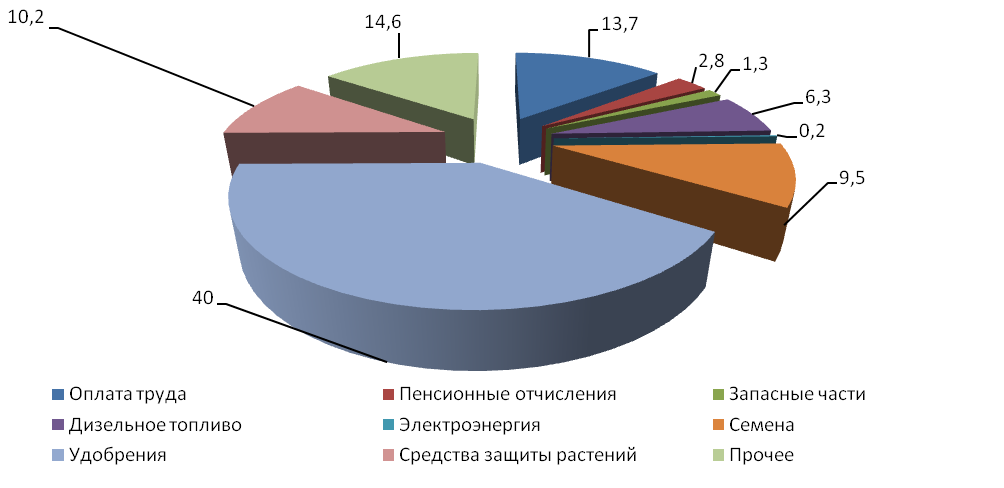 10,2
14,6
13,7
2,8
1,3
6,3
0,2
9,5
40
Оплата труда
Пенсионные отчисления
Запасные части
Дизельное топливо
Электроэнергия
Семена
Удобрения
Средства защиты растений
Прочее